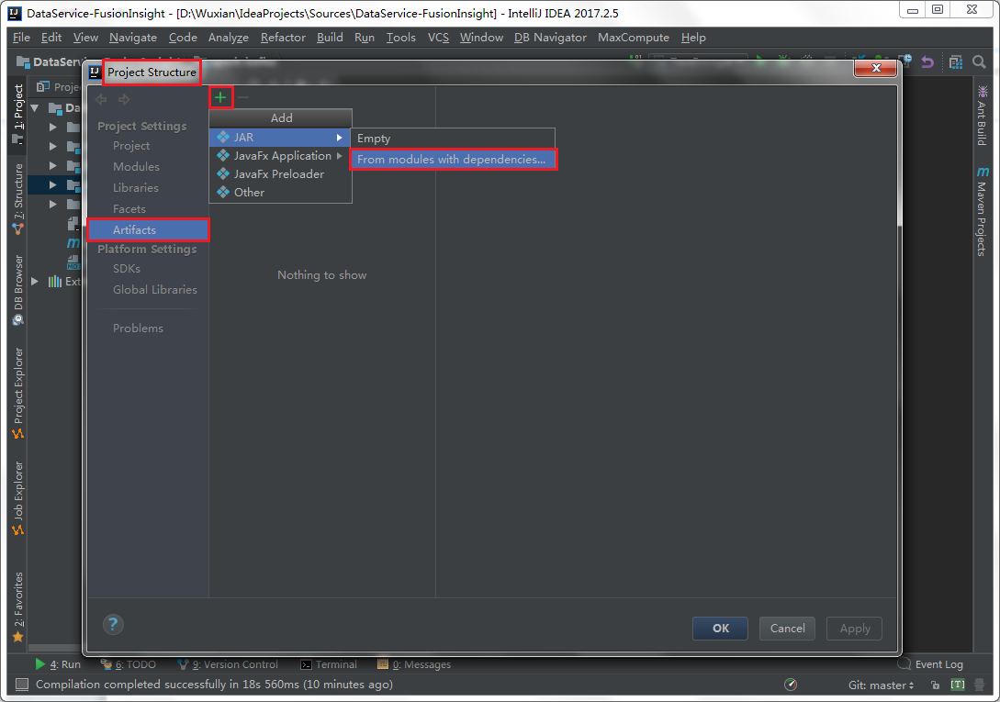 DataService-FusionInsight - [D:\Wuxian\IdeaProjects\Sources\DataService-FusionInsight] - IntelliJ IDEA 2017.2.5
File Edit View Navigate Code Analyze Refactor Build Run Tools VCS Window DB Navigator MaxCompute Help
DataServ
Project Structure
1: Project
7: Structure
DB Browser
Project Explorer
Job Explorer
2: Favorites
Proje
Da
Ext
Project Settings
Project
Modules
Libraries
Facets
Artifacts
Platform Settings
SDKs
Global Libraries
Problems
Add
JAR
JavaFx Application
JavaFx Preloader
Other
Empty
From modules with dependencies...
Nothing to show
Ant Build
Maven Projects
?
OK Cancel Apply
4: Run 6: TODO 9: Version Control Terminal 0: Messages Event Log
Compilation completed successfully in 18s 560ms (10 minutes ago) Git: master [T]